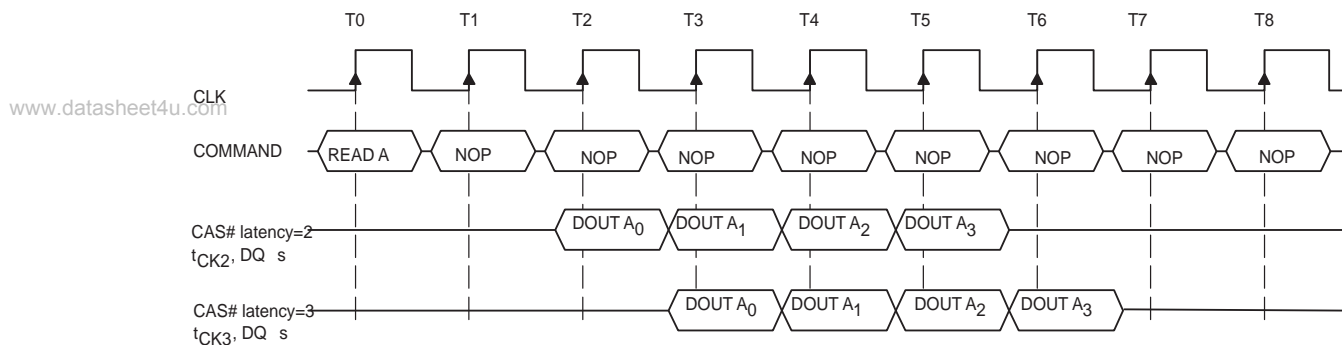 T0 T1 T2 T3 T4 T5 T6 T7 T8
CLK
www.datasheet4u.com
COMMAND READ A NOP NOP NOP NOP NOP NOP NOP NOP
CAS# latency=2 DOUT A0 DOUT A1 DOUT A2 DOUT A3
tCK2, DQ s
CAS# latency=3 DOUT A0 DOUT A1 DOUT A2 DOUT A3
tCK3, DQ s